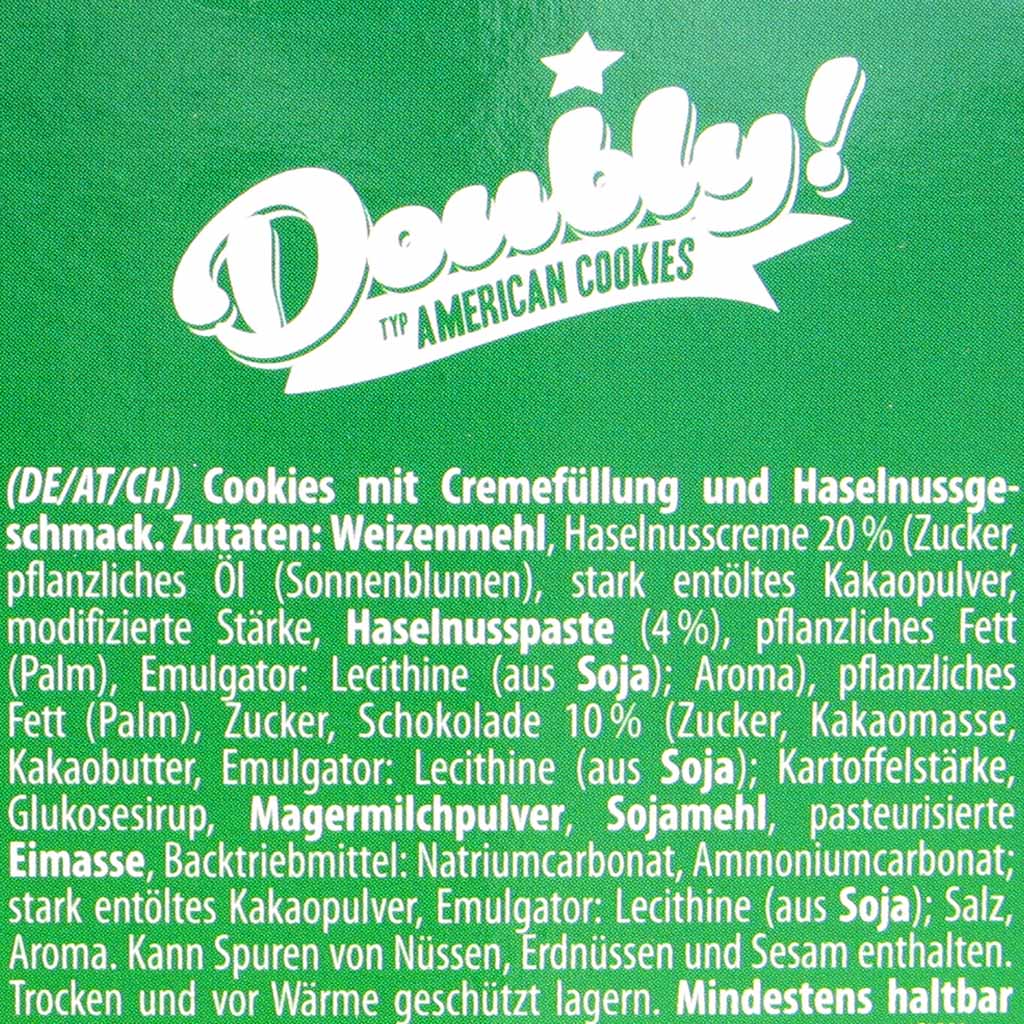 Doubly!
TYP AMERICAN COOKIES
(DE/AT/CH) Cookies mit Cremefüllung und Haselnussge-
schmack. Zutaten: Weizenmehl, Haselnusscreme 20 % (Zucker,
pflanzliches Öl (Sonnenblumen), stark entöltes Kakaopulver,
modifizierte Stärke, Haselnusspaste (4 %), pflanzliches Fett
(Palm), Emulgator: Lecithine (aus Soja); Aroma), pflanzliches
Fett (Palm), Zucker, Schokolade 10 % (Zucker, Kakaomasse,
Kakaobutter, Emulgator: Lecithine (aus Soja); Kartoffelstärke,
Glukosesirup, Magermilchpulver, Sojamehl, pasteurisierte
Eimasse, Backtriebmittel: Natriumcarbonat, Ammoniumcarbonat;
stark entöltes Kakaopulver, Emulgator: Lecithine (aus Soja); Salz,
Aroma. Kann Spuren von Nüssen, Erdnüssen und Sesam enthalten.
Trocken und vor Wärme geschützt lagern. Mindestens haltbar